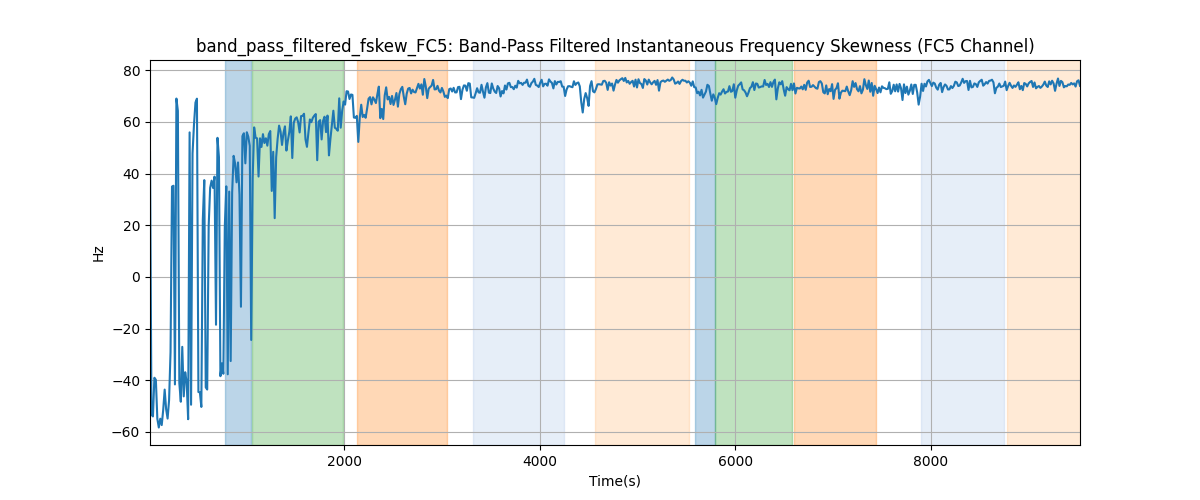 band_pass_filtered_fskew_FC5: Band-Pass Filtered Instantaneous Frequency Skewness (FC5 Channel)
80
60
40
20
0
−20
−40
−60
Hz
2000 4000 6000 8000
Time(s)